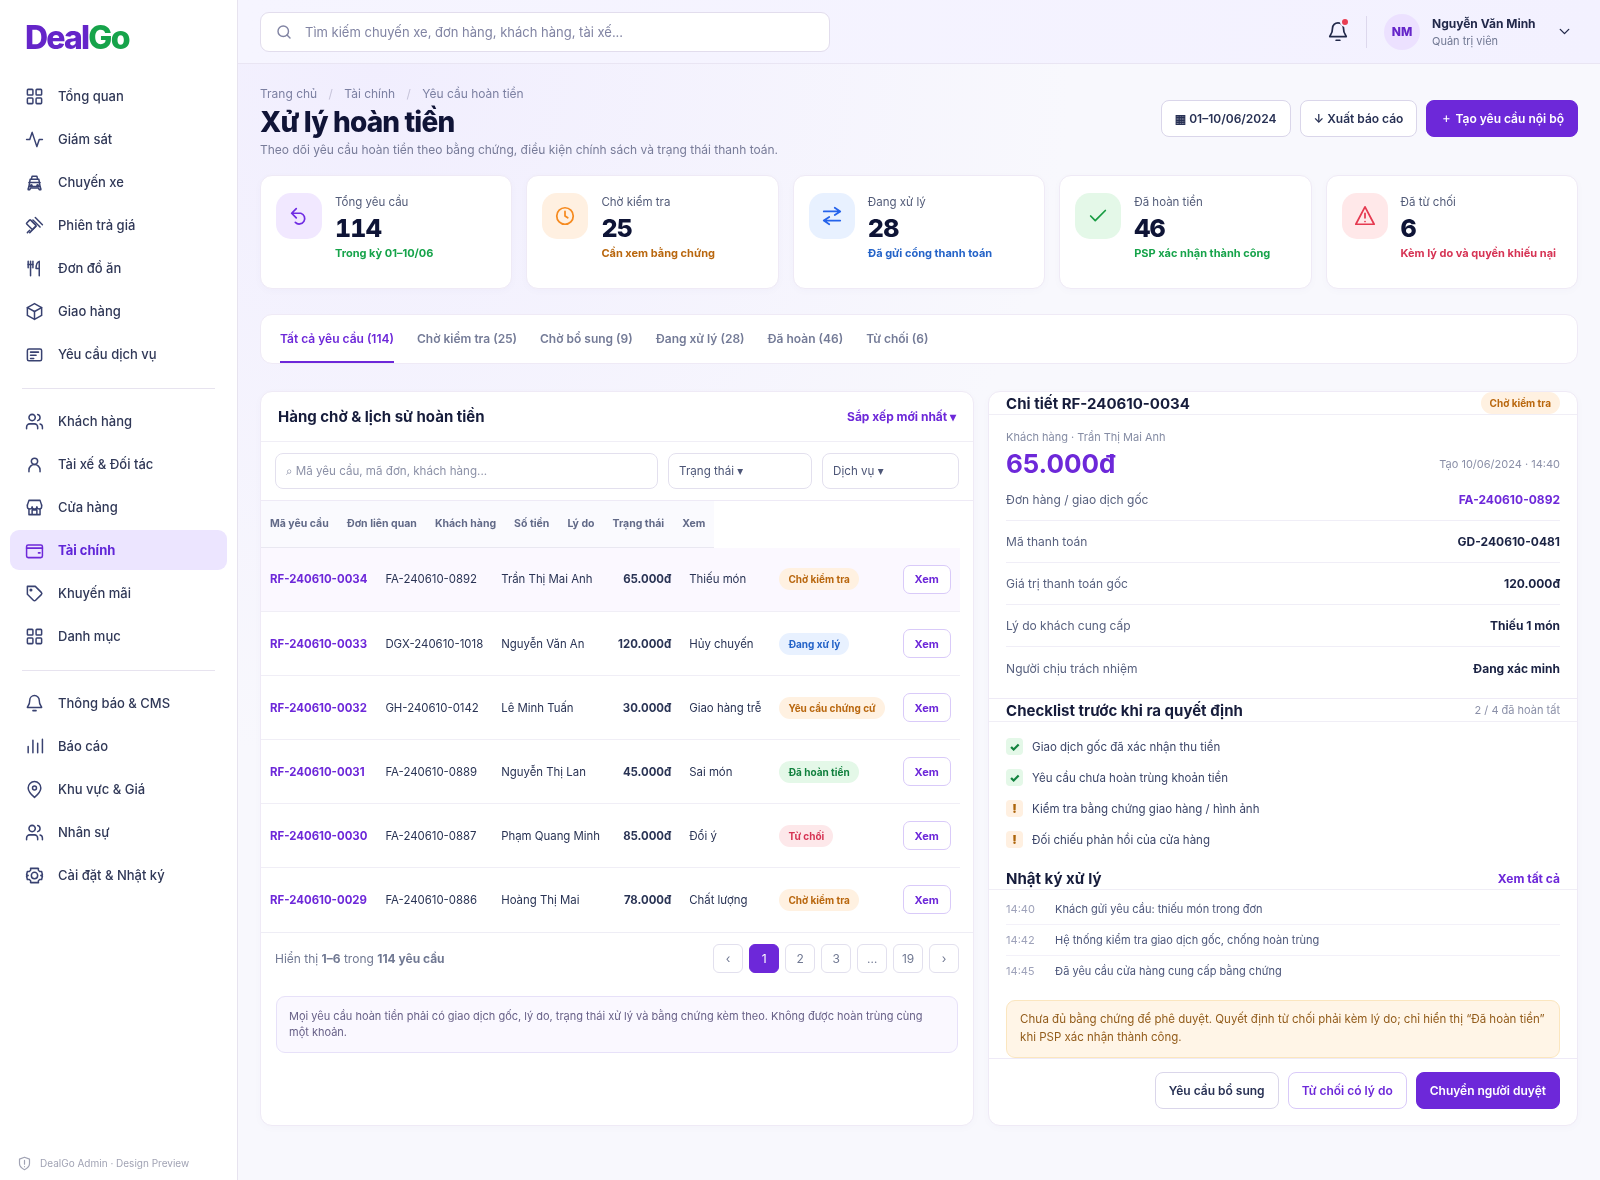 DealGo
Tổng quan
Giám sát
Chuyến xe
Phiên trả giá
Đơn đồ ăn
Giao hàng
Yêu cầu dịch vụ
Khách hàng
Tài xế & Đối tác
Cửa hàng
Tài chính
Khuyến mãi
Danh mục
Thông báo & CMS
Báo cáo
Khu vực & Giá
Nhân sự
Cài đặt & Nhật ký
DealGo Admin · Design Preview
Tìm kiếm chuyến xe, đơn hàng, khách hàng, tài xế...
NM
Nguyễn Văn Minh
Quản trị viên
Trang chủ / Tài chính / Yêu cầu hoàn tiền
Xử lý hoàn tiền
Theo dõi yêu cầu hoàn tiền theo bằng chứng, điều kiện chính sách và trạng thái thanh toán.
▦ 01–10/06/2024
↓ Xuất báo cáo
+ Tạo yêu cầu nội bộ
Tổng yêu cầu
114
Trong kỳ 01–10/06
Chờ kiểm tra
25
Cần xem bằng chứng
Đang xử lý
28
Đã gửi cổng thanh toán
Đã hoàn tiền
46
PSP xác nhận thành công
Đã từ chối
6
Kèm lý do và quyền khiếu nại
Tất cả yêu cầu (114)
Chờ kiểm tra (25)
Chờ bổ sung (9)
Đang xử lý (28)
Đã hoàn (46)
Từ chối (6)
Hàng chờ & lịch sử hoàn tiền
Sắp xếp mới nhất ▾
⌕ Mã yêu cầu, mã đơn, khách hàng...
Trạng thái ▾
Dịch vụ ▾
Mã yêu cầu Đơn liên quan Khách hàng Số tiền Lý do Trạng thái Xem
RF-240610-0034 FA-240610-0892 Trần Thị Mai Anh 65.000đ Thiếu món Chờ kiểm tra Xem
RF-240610-0033 DGX-240610-1018 Nguyễn Văn An 120.000đ Hủy chuyến Đang xử lý Xem
RF-240610-0032 GH-240610-0142 Lê Minh Tuấn 30.000đ Giao hàng trễ Yêu cầu chứng cứ Xem
RF-240610-0031 FA-240610-0889 Nguyễn Thị Lan 45.000đ Sai món Đã hoàn tiền Xem
RF-240610-0030 FA-240610-0887 Phạm Quang Minh 85.000đ Đổi ý Từ chối Xem
RF-240610-0029 FA-240610-0886 Hoàng Thị Mai 78.000đ Chất lượng Chờ kiểm tra Xem
Hiển thị 1–6 trong 114 yêu cầu
‹ 1 2 3 ... 19 ›
Mọi yêu cầu hoàn tiền phải có giao dịch gốc, lý do, trạng thái xử lý và bằng chứng kèm theo. Không được hoàn trùng cùng
một khoản.
Chi tiết RF-240610-0034
Chờ kiểm tra
Khách hàng · Trần Thị Mai Anh
65.000đ
Tạo 10/06/2024 · 14:40
Đơn hàng / giao dịch gốc FA-240610-0892
Mã thanh toán GD-240610-0481
Giá trị thanh toán gốc 120.000đ
Lý do khách cung cấp Thiếu 1 món
Người chịu trách nhiệm Đang xác minh
Checklist trước khi ra quyết định
2 / 4 đã hoàn tất
✓ Giao dịch gốc đã xác nhận thu tiền
✓ Yêu cầu chưa hoàn trùng khoản tiền
! Kiểm tra bằng chứng giao hàng / hình ảnh
! Đối chiếu phản hồi của cửa hàng
Nhật ký xử lý
Xem tất cả
14:40 Khách gửi yêu cầu: thiếu món trong đơn
14:42 Hệ thống kiểm tra giao dịch gốc, chống hoàn trùng
14:45 Đã yêu cầu cửa hàng cung cấp bằng chứng
Chưa đủ bằng chứng để phê duyệt. Quyết định từ chối phải kèm lý do; chỉ hiển thị “Đã hoàn tiền”
khi PSP xác nhận thành công.
Yêu cầu bổ sung
Từ chối có lý do
Chuyển người duyệt